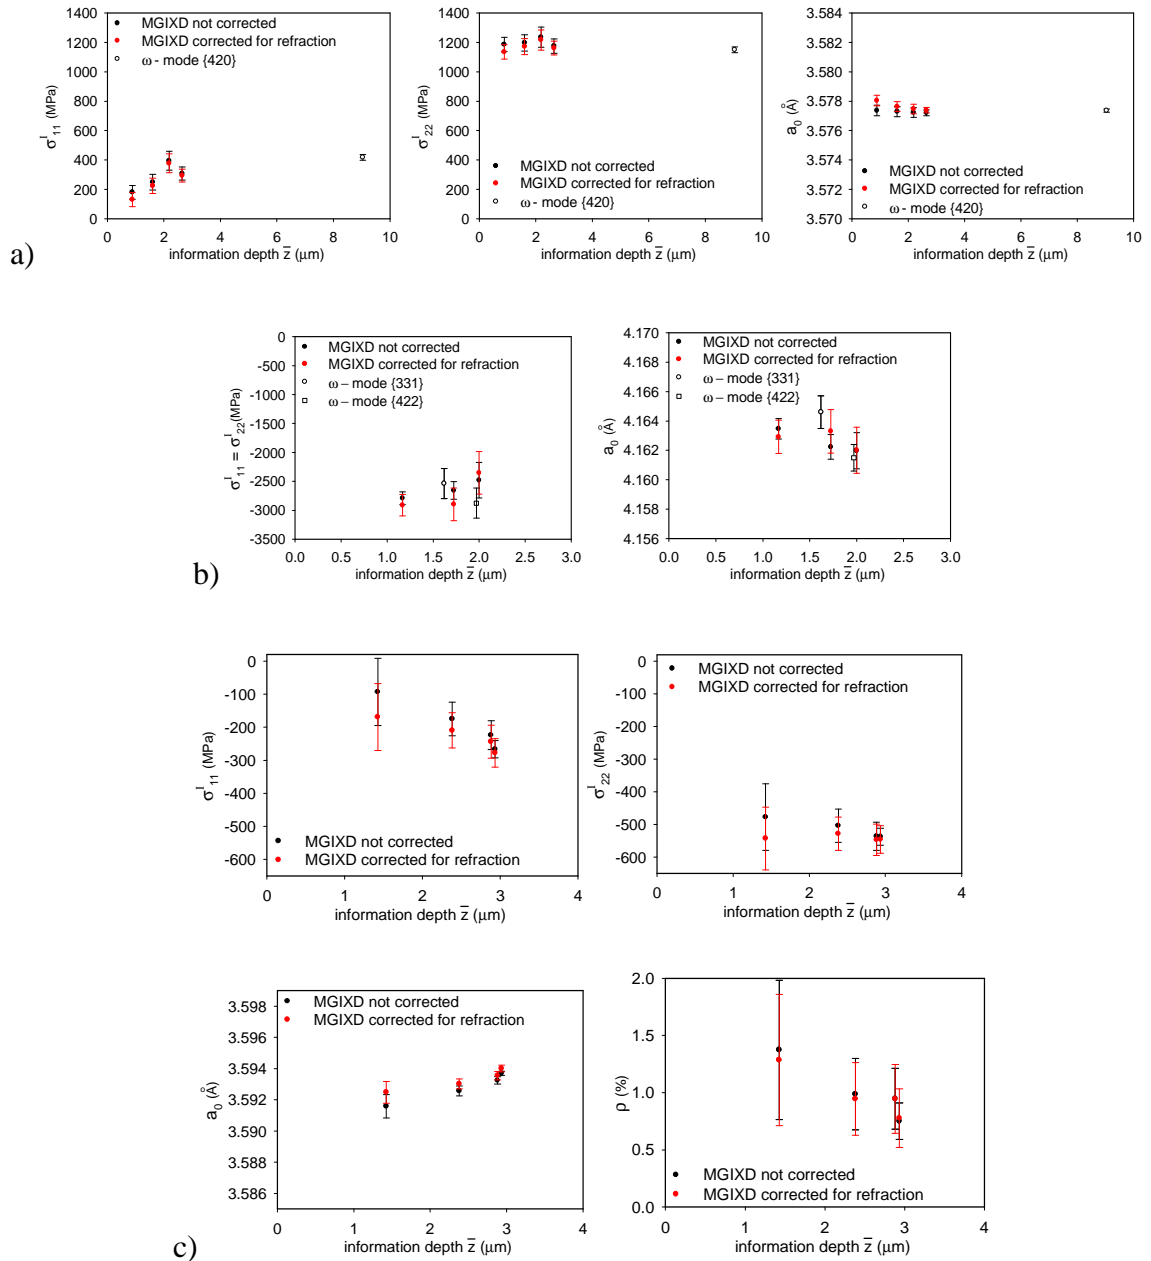 1400
1200
1000
800
600
400
200
0
σ^I_11 (MPa)
MGIXD not corrected
MGIXD corrected for refraction
ω - mode {420}
0 2 4 6 8 10
information depth z̅ (μm)
1400
1200
1000
800
600
400
200
0
σ^I_22 (MPa)
MGIXD not corrected
MGIXD corrected for refraction
ω - mode {420}
0 2 4 6 8 10
information depth z̅ (μm)
3.584
3.582
3.580
3.578
3.576
3.574
3.572
3.570
a_0 (Å)
MGIXD not corrected
MGIXD corrected for refraction
ω - mode {420}
0 2 4 6 8 10
information depth z̅ (μm)
a)
0
-500
-1000
-1500
-2000
-2500
-3000
-3500
σ^I_11 = σ^I_22 (MPa)
MGIXD not corrected
MGIXD corrected for refraction
ω – mode {331}
ω – mode {422}
0.0 0.5 1.0 1.5 2.0 2.5 3.0
information depth z̅ (μm)
4.170
4.168
4.166
4.164
4.162
4.160
4.158
4.156
a_0 (Å)
MGIXD not corrected
MGIXD corrected for refraction
ω – mode {331}
ω – mode {422}
0.0 0.5 1.0 1.5 2.0 2.5 3.0
information depth z̅ (μm)
b)
0
-100
-200
-300
-400
-500
-600
σ^I_11 (MPa)
MGIXD not corrected
MGIXD corrected for refraction
0 1 2 3 4
information depth z̅ (μm)
0
-100
-200
-300
-400
-500
-600
σ^I_22 (MPa)
MGIXD not corrected
MGIXD corrected for refraction
0 1 2 3 4
information depth z̅ (μm)
3.598
3.596
3.594
3.592
3.590
3.588
3.586
a_0 (Å)
MGIXD not corrected
MGIXD corrected for refraction
0 1 2 3 4
information depth z̅ (μm)
2.0
1.5
1.0
0.5
0.0
ρ (%)
MGIXD not corrected
MGIXD corrected for refraction
0 1 2 3 4
information depth z̅ (μm)
c)